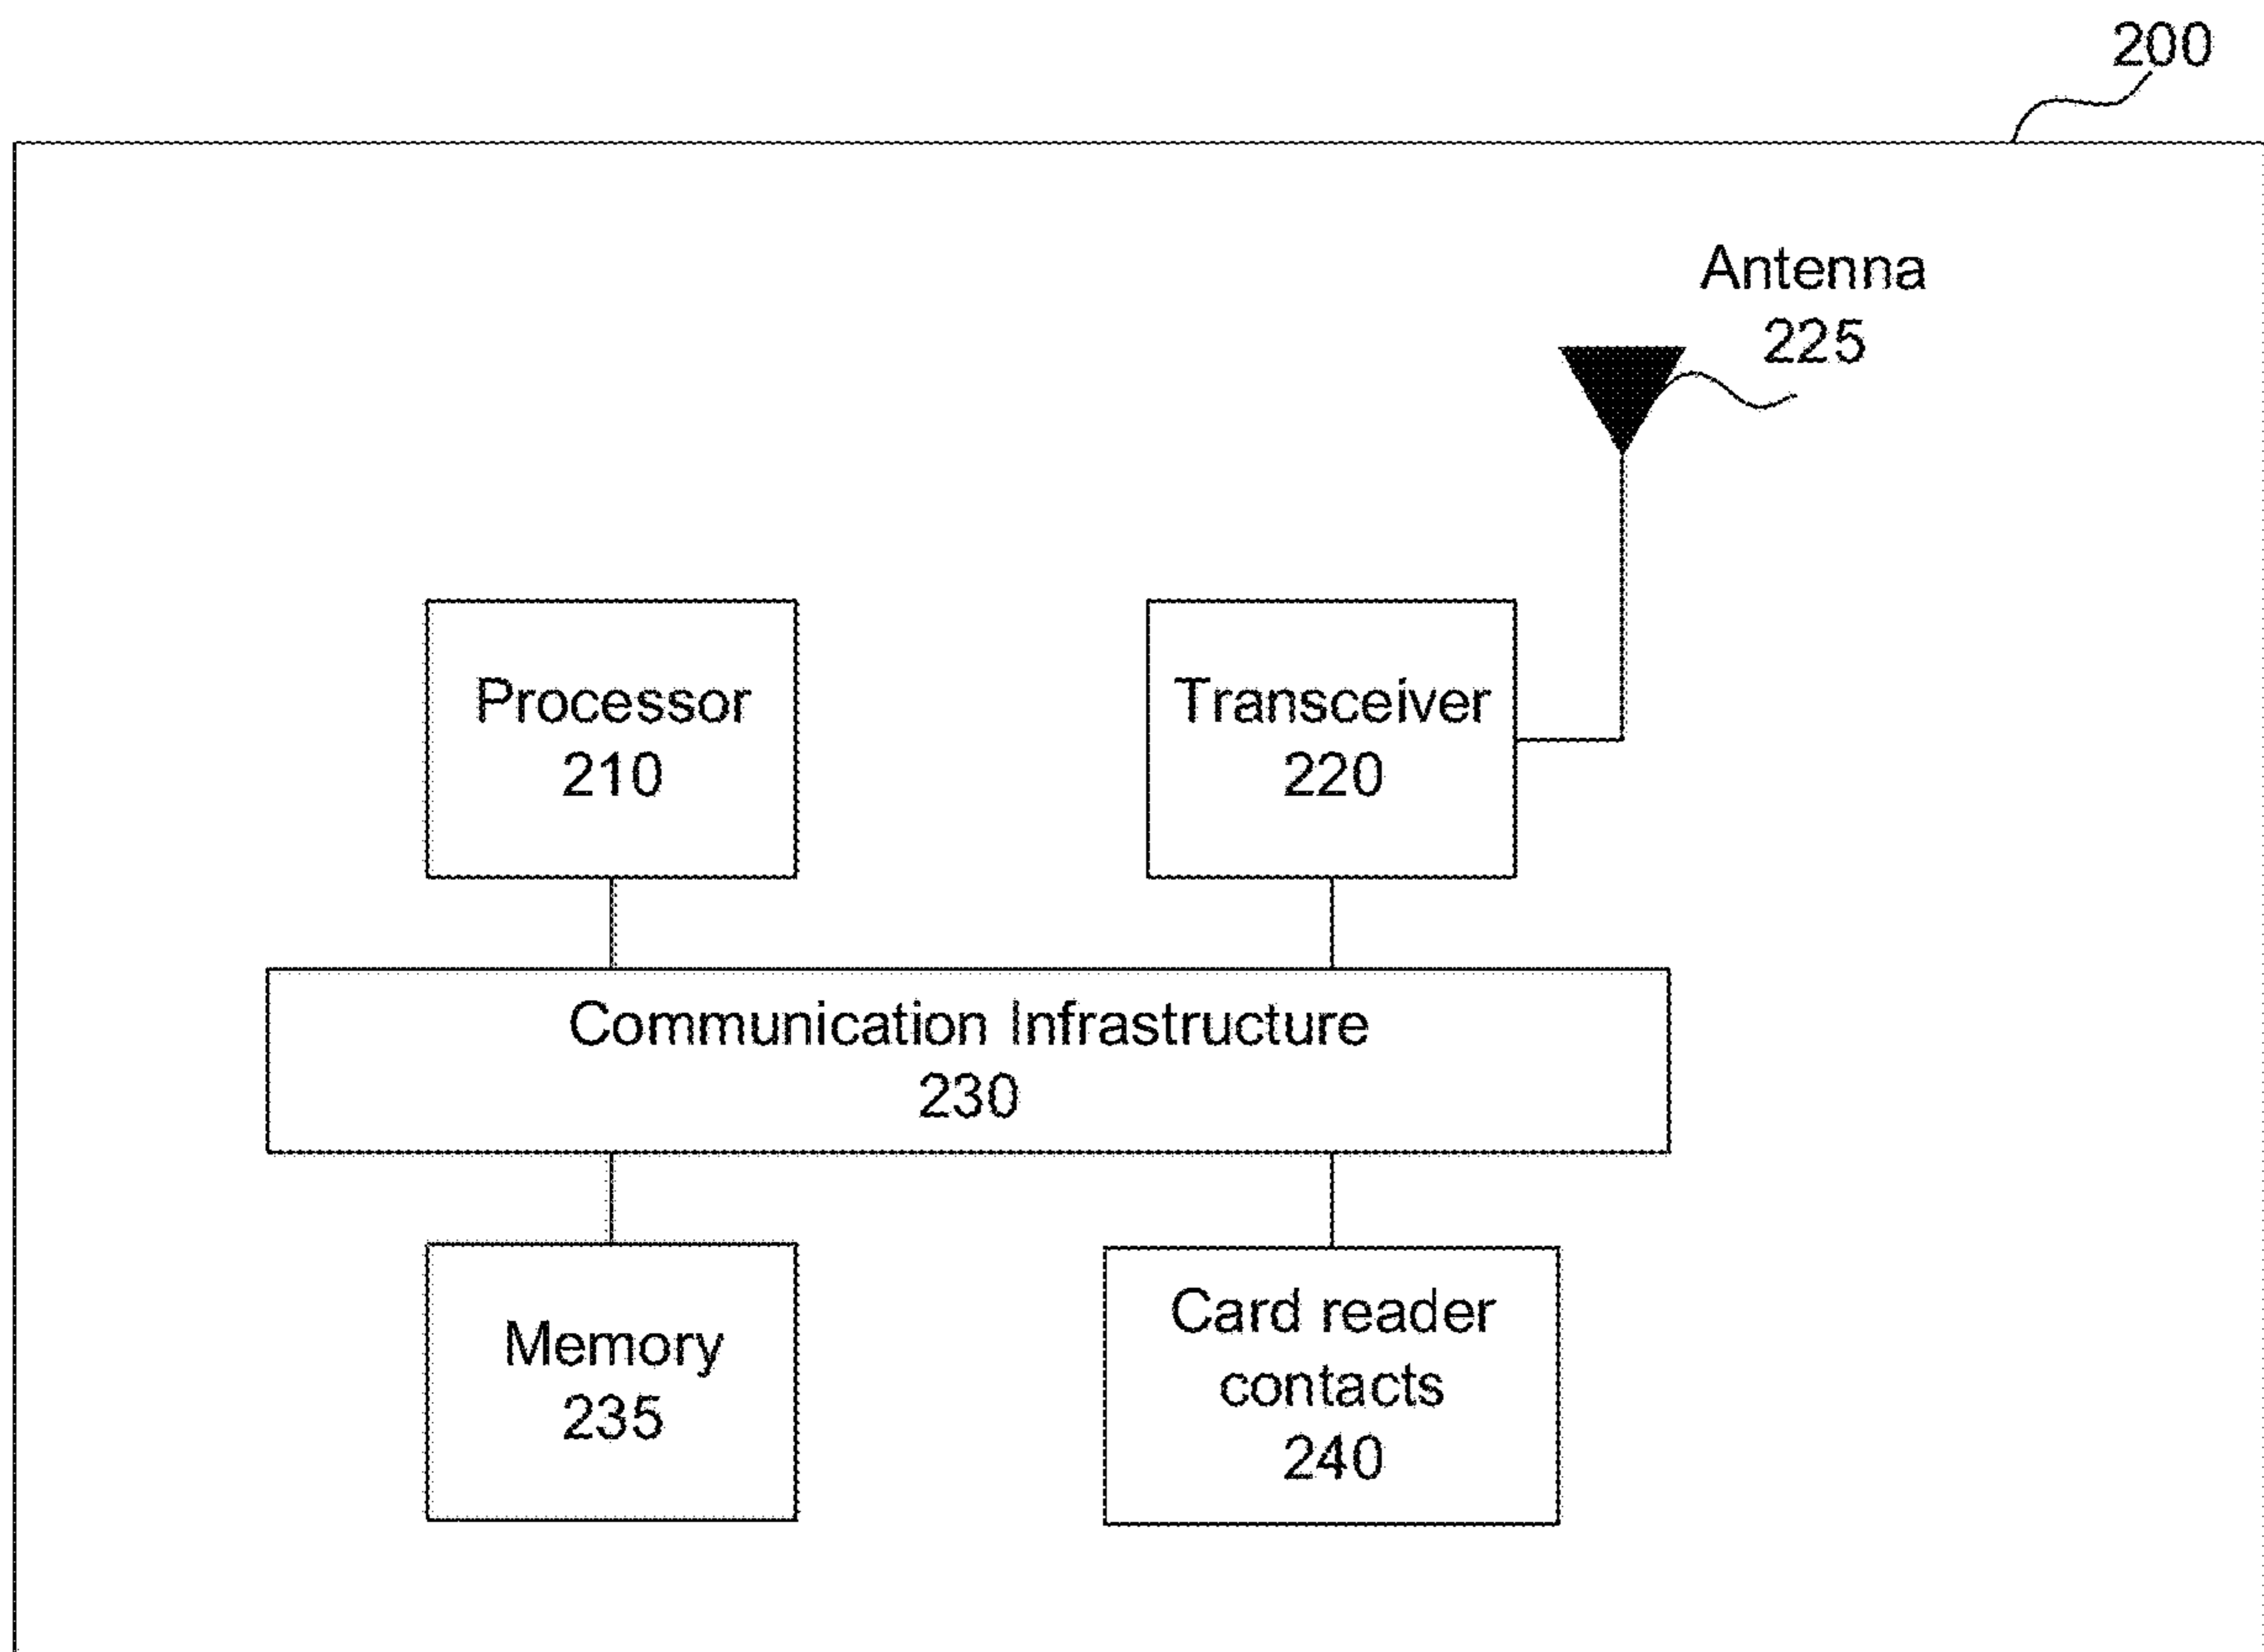 200
Antenna
225
Processor
210
Transceiver
220
Communication Infrastructure
230
Memory
235
Card reader
contacts
240